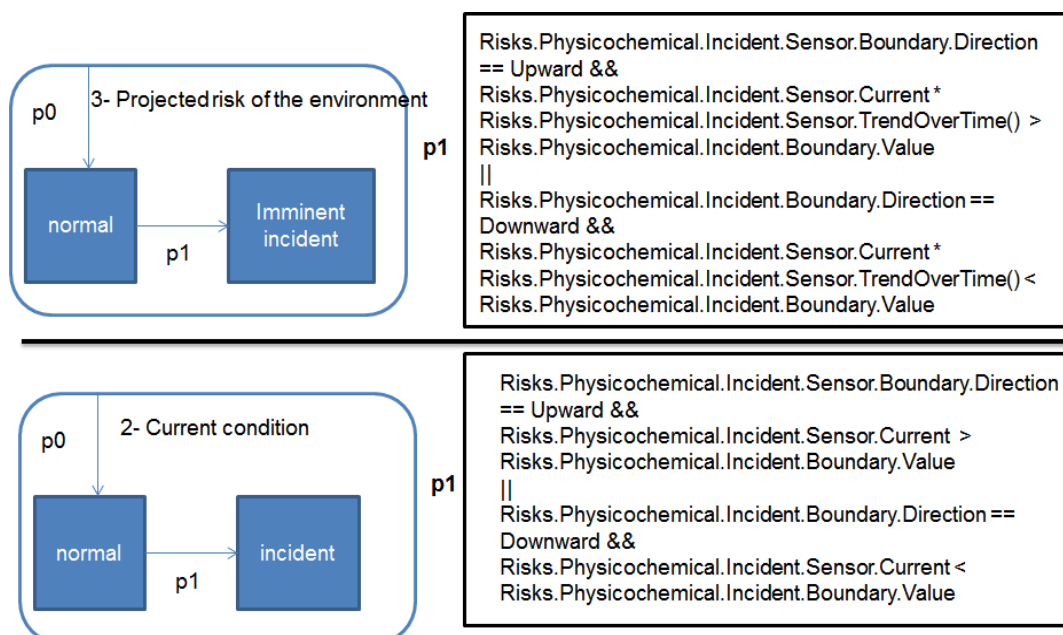 3- Projected risk of the environment
p0
normal
p1
Imminent
incident
p1
Risks.Physicochemical.Incident.Sensor.Boundary.Direction
== Upward &&
Risks.Physicochemical.Incident.Sensor.Current *
Risks.Physicochemical.Incident.Sensor.TrendOverTime() >
Risks.Physicochemical.Incident.Boundary.Value
||
Risks.Physicochemical.Incident.Boundary.Direction ==
Downward &&
Risks.Physicochemical.Incident.Sensor.Current *
Risks.Physicochemical.Incident.Sensor.TrendOverTime() <
Risks.Physicochemical.Incident.Boundary.Value
2- Current condition
p0
normal
p1
incident
p1
Risks.Physicochemical.Incident.Sensor.Boundary.Direction
== Upward &&
Risks.Physicochemical.Incident.Sensor.Current >
Risks.Physicochemical.Incident.Boundary.Value
||
Risks.Physicochemical.Incident.Boundary.Direction ==
Downward &&
Risks.Physicochemical.Incident.Sensor.Current <
Risks.Physicochemical.Incident.Boundary.Value